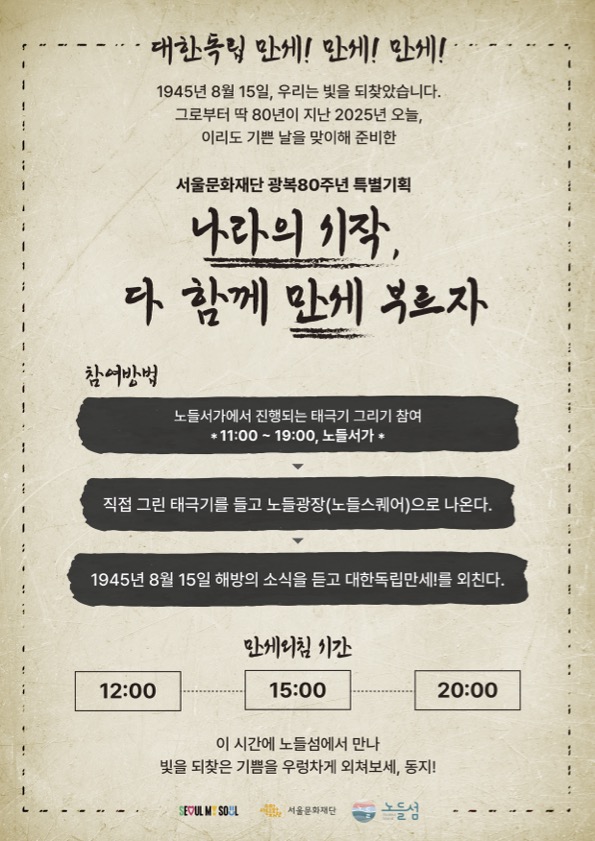 대한독립 만세! 만세! 만세!
1945년 8월 15일, 우리는 빛을 되찾았습니다.
그로부터 딱 80년이 지난 2025년 오늘,
이리도 기쁜 날을 맞이해 준비한
서울문화재단 광복80주년 특별기획
나라의 시작,
다 함께 만세 부르자
참여방법
노들서가에서 진행되는 태극기 그리기 참여
*11:00 ~ 19:00, 노들서가 *
직접 그린 태극기를 들고 노들광장(노들스퀘어)으로 나온다.
1945년 8월 15일 해방의 소식을 듣고 대한독립만세!를 외친다.
만세외침 시간
12:00
15:00
20:00
이 시간에 노들섬에서 만나
빛을 되찾은 기쁨을 우렁차게 외쳐보세, 동지!
SEOUL MY SOUL
서울문화재단
노들섬